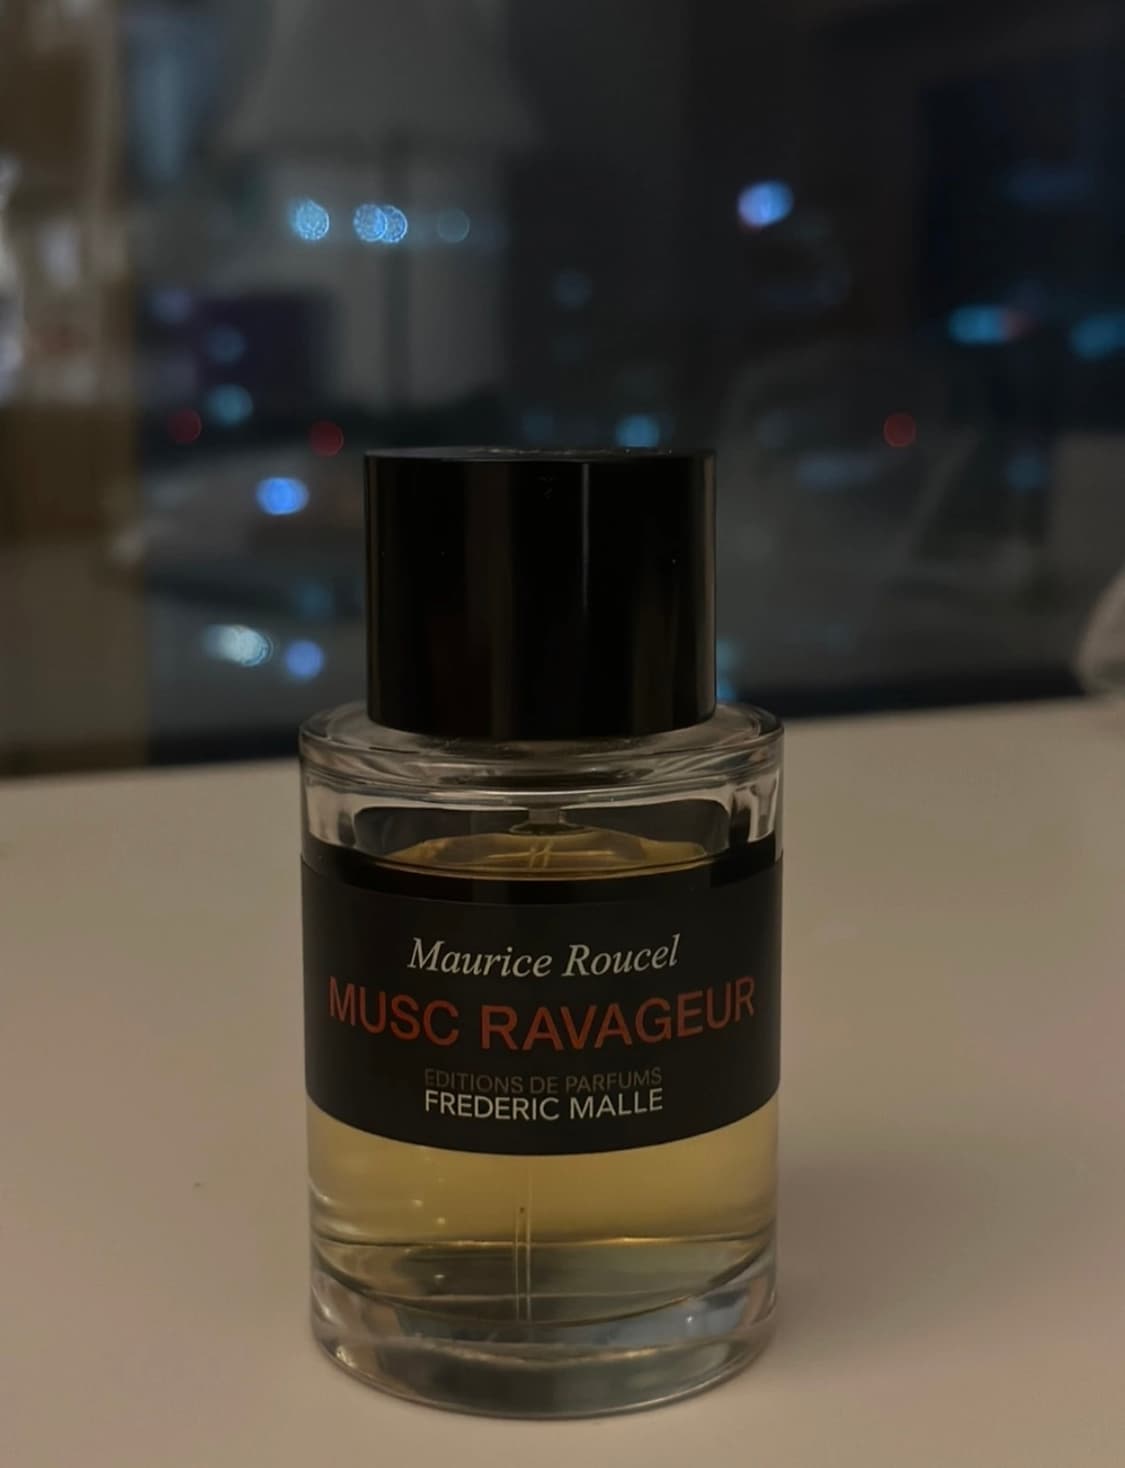 Maurice Roucel
MUSC RAVAGEUR
EDITIONS DE PARFUMS
FREDERIC MALLE